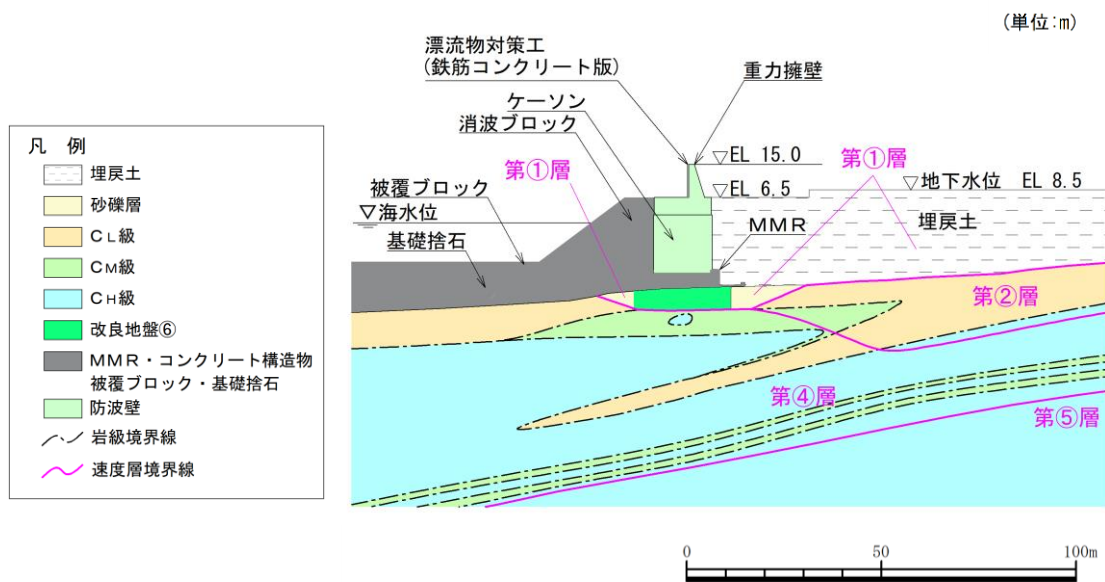 (単位:m)
漂流物対策工
(鉄筋コンクリート版)
重力擁壁
ケーソン
消波ブロック
第①層
▽EL 15.0
第①層
被覆ブロック
▽EL 6.5
▽地下水位 EL 8.5
▽海水位
MMR
埋戻土
基礎捨石
第②層
第④層
第⑤層
凡 例
埋戻土
砂礫層
CL級
CM級
CH級
改良地盤⑥
MMR・コンクリート構造物
被覆ブロック・基礎捨石
防波壁
岩級境界線
速度層境界線
0 50 100m